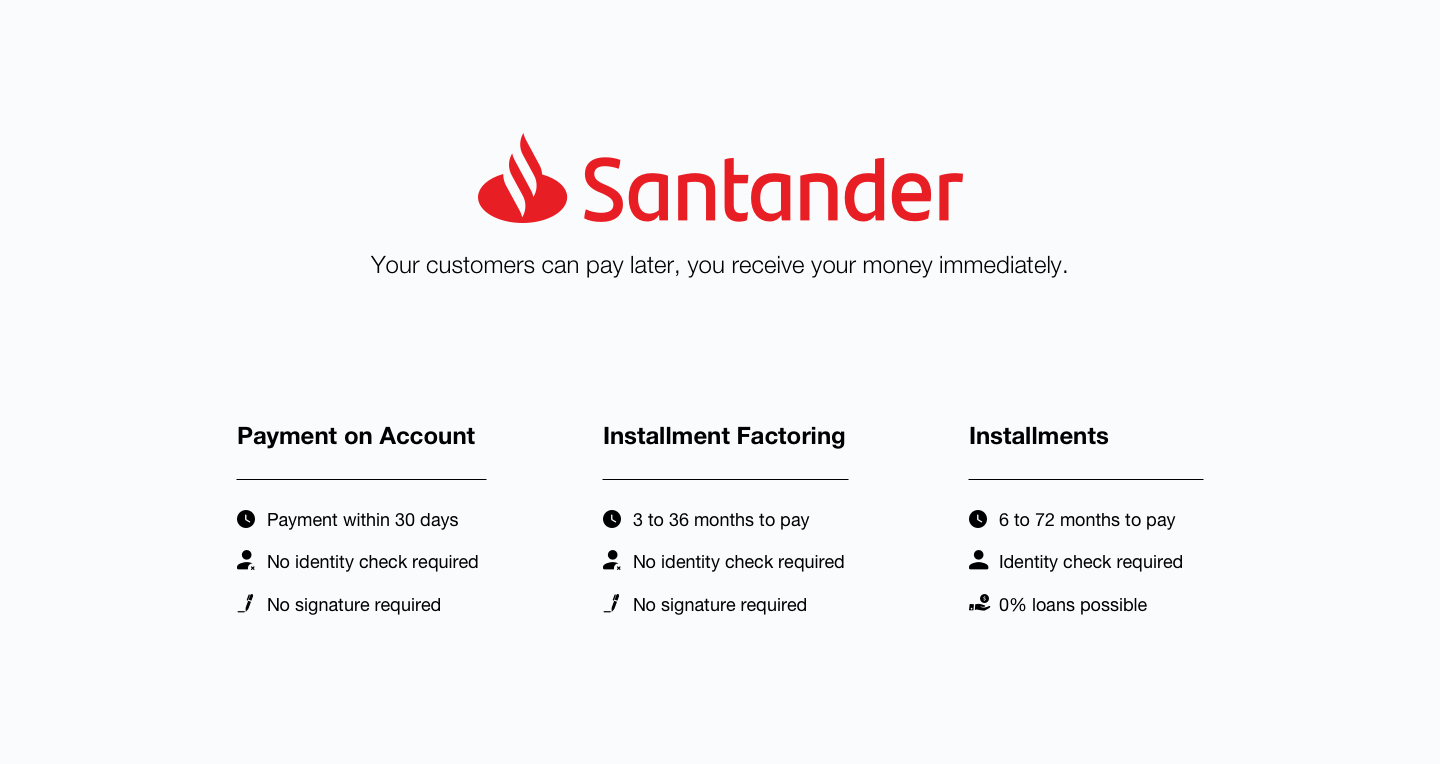 Santander
Your customers can pay later, you receive your money immediately.
Payment on Account
Payment within 30 days
No identity check required
No signature required
Installment Factoring
3 to 36 months to pay
No identity check required
No signature required
Installments
6 to 72 months to pay
Identity check required
0% loans possible